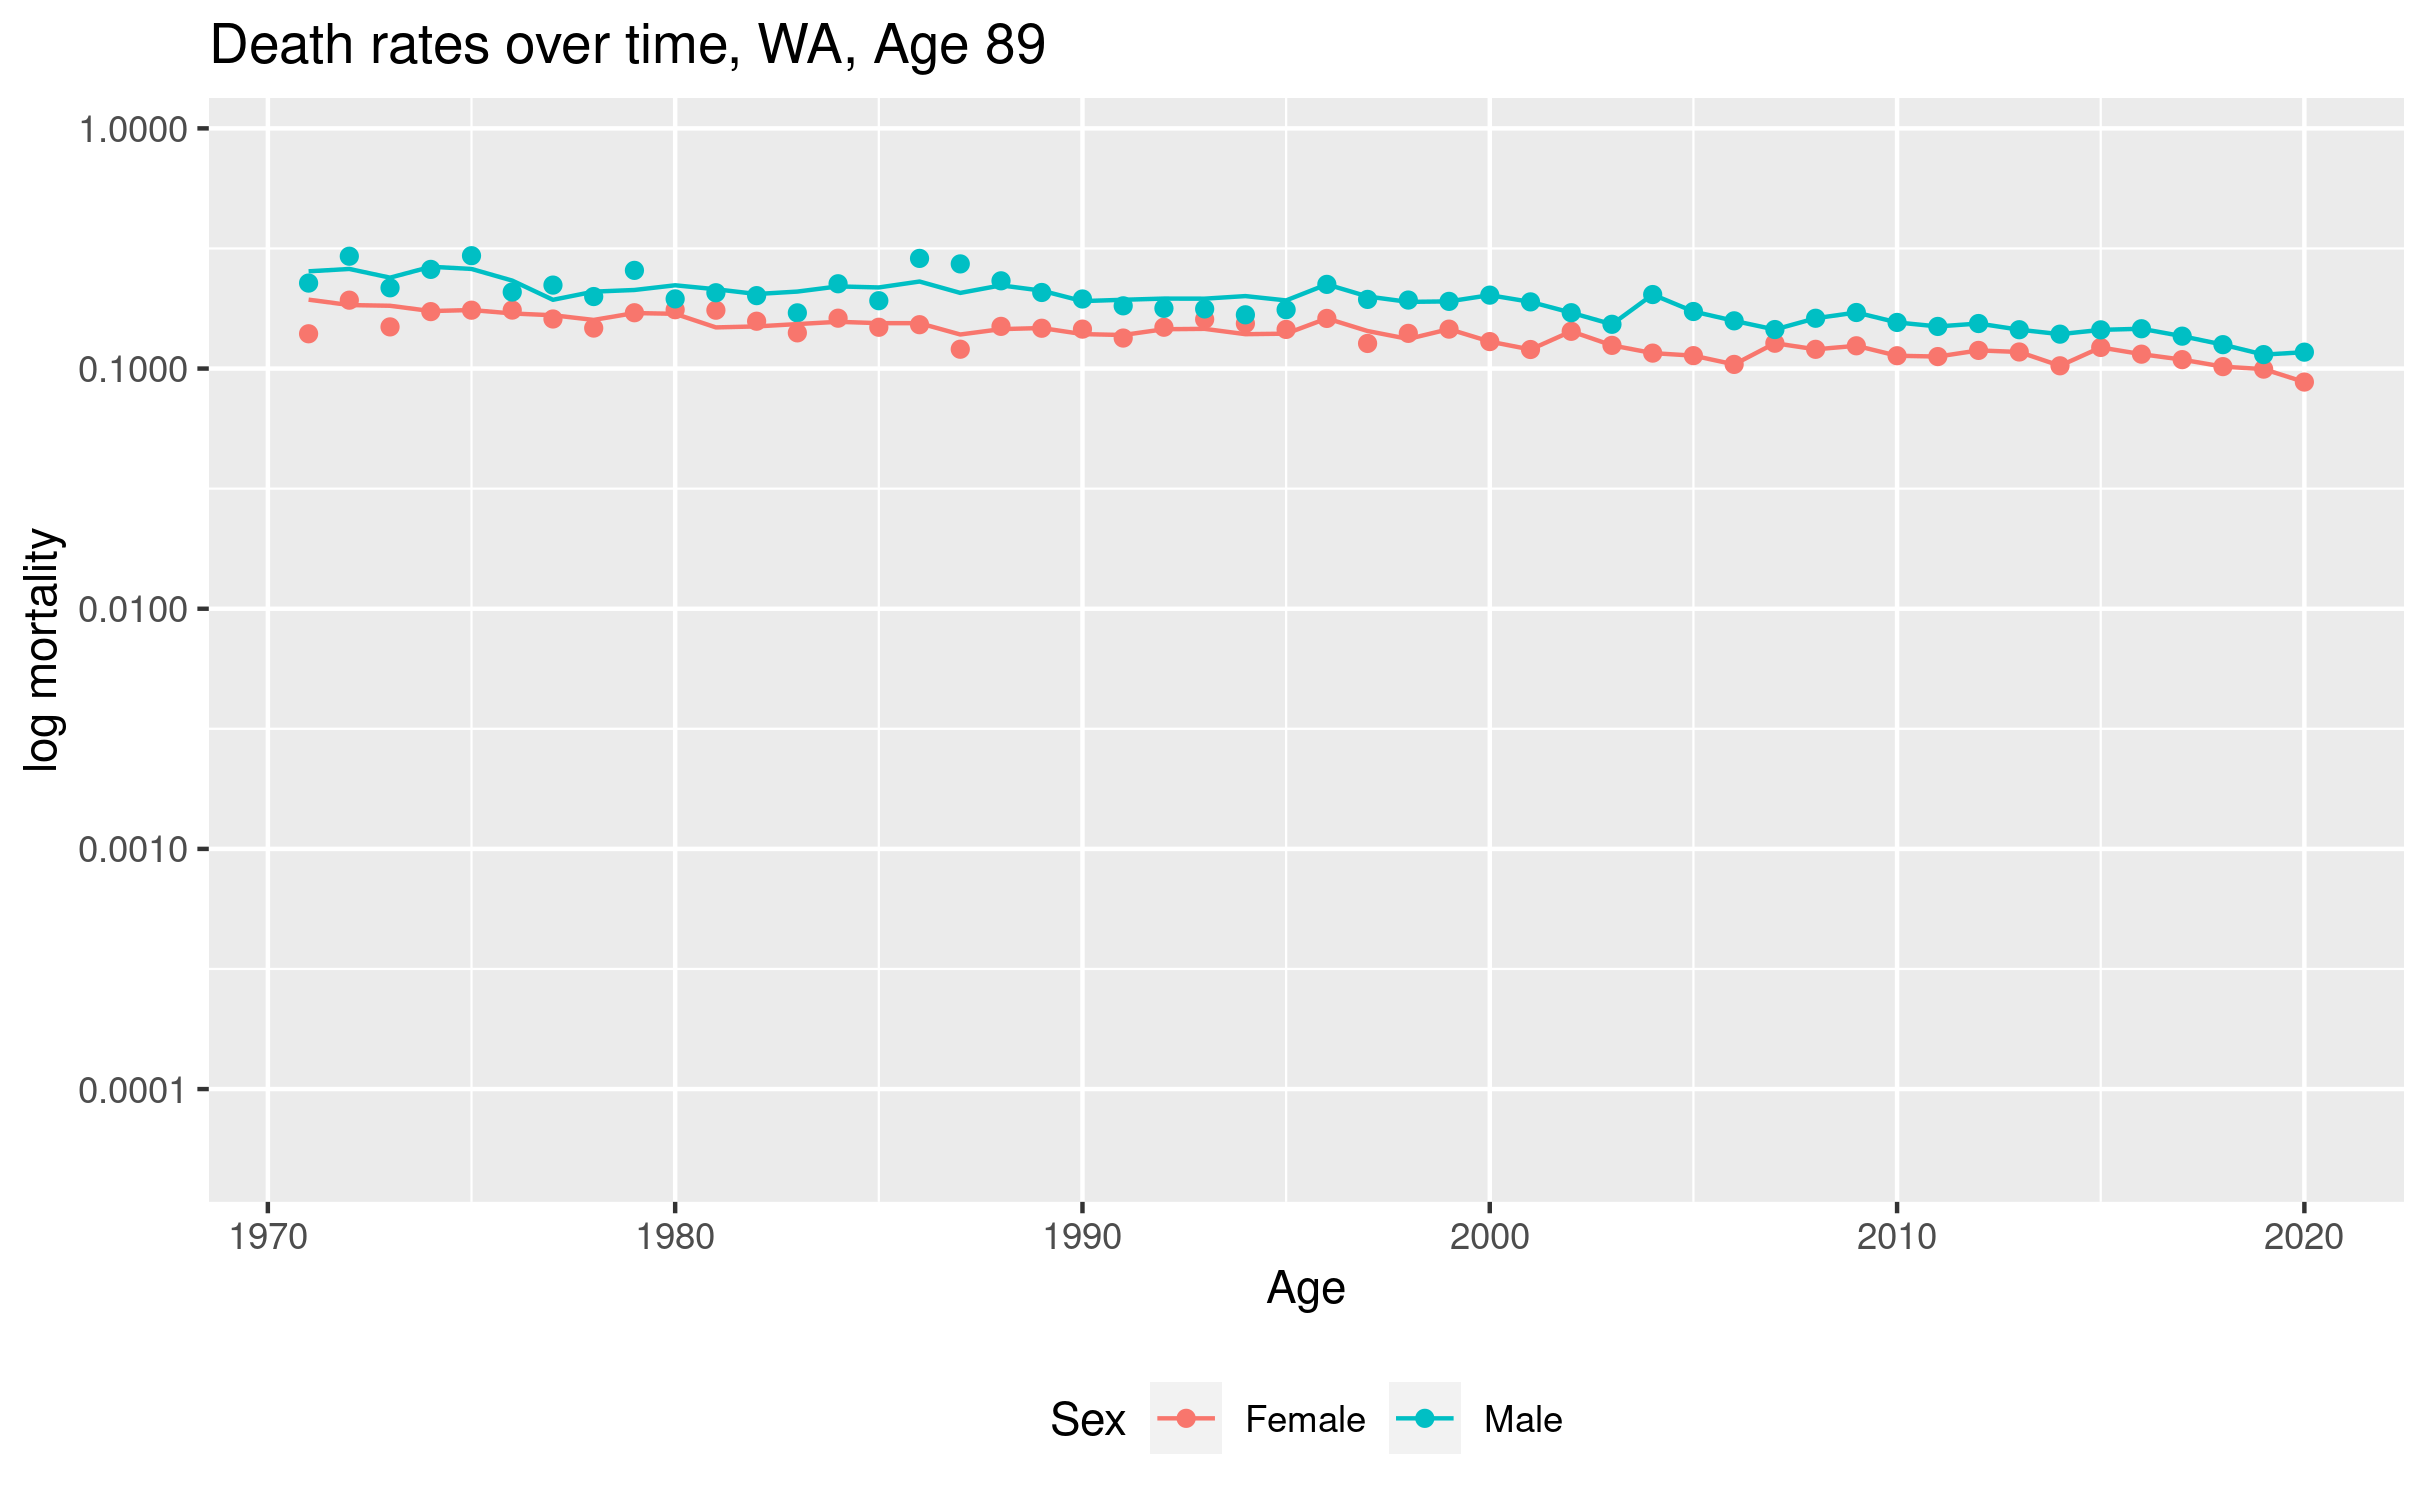 Death rates over time, WA, Age 89
log mortality
1.0000
0.1000
0.0100
0.0010
0.0001
1970 1980 1990 2000 2010 2020
Age
Sex Female Male